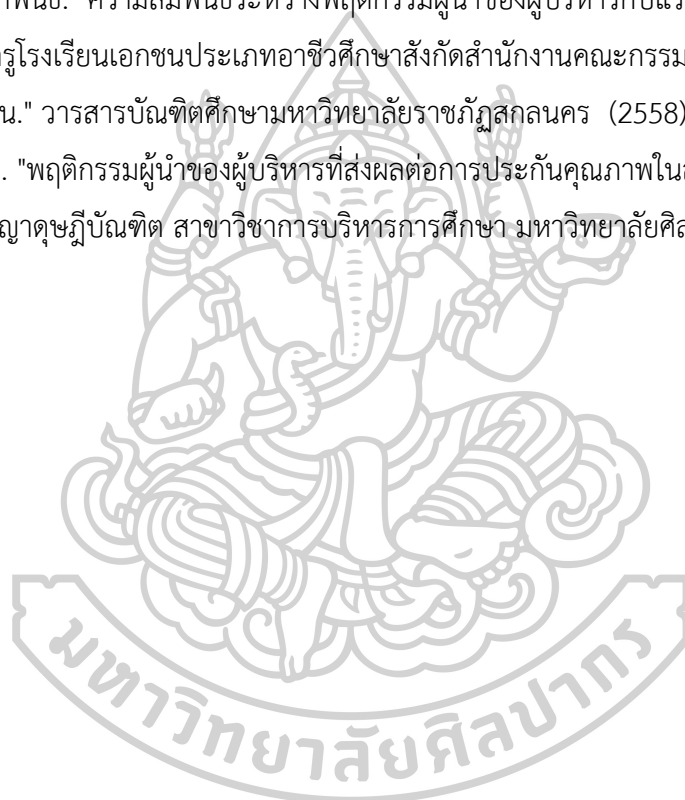 "ความสัมพันธ์ระหว่างพฤติกรรมผู้นำของผู้บริหารกับแร
รูโรงเรียนเอกชนประเภทอาชีวศึกษาสังกัดสำนักงานคณะกรรม
น." วารสารบัณฑิตศึกษามหาวิทยาลัยราชภัฏสกลนคร (2558)
. "พฤติกรรมผู้นำของผู้บริหารที่ส่งผลต่อการประกันคุณภาพใน
ญาดุษฎีบัณฑิต สาขาวิชาการบริหารการศึกษา มหาวิทยาลัยศิล
มหาวิทยาลัยศิลปากร